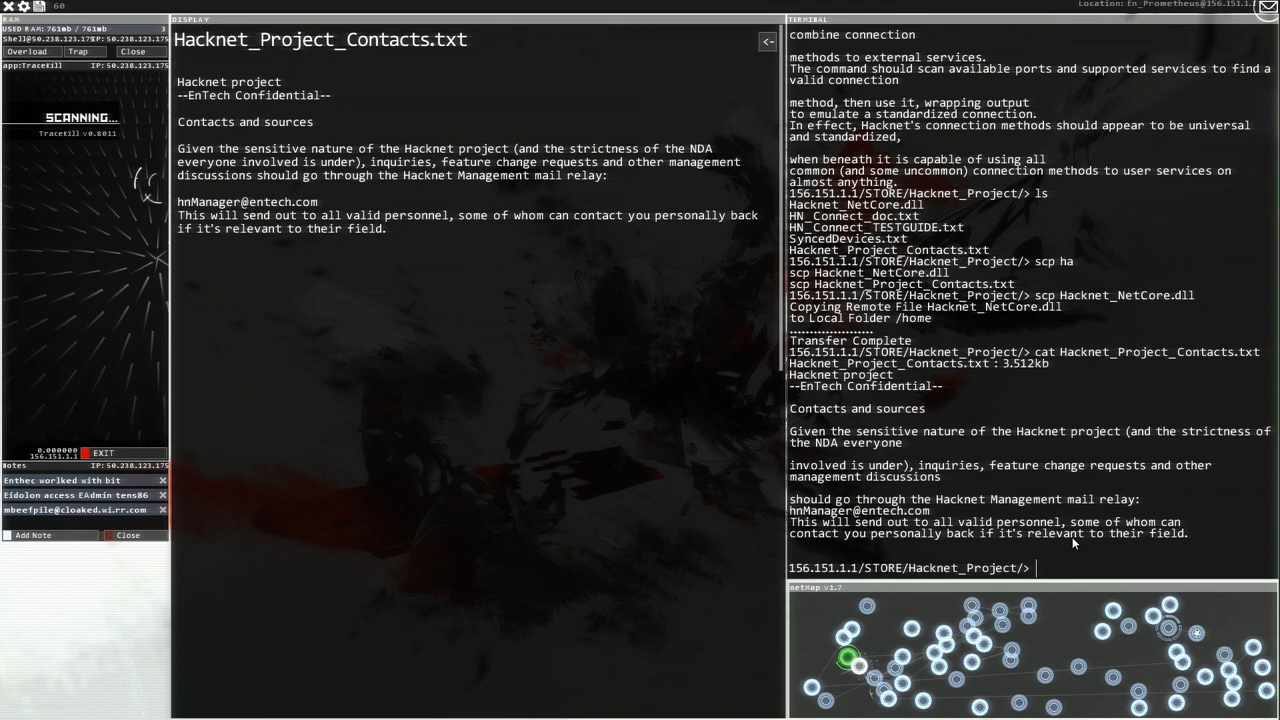 60
Location: En_Prometheus@156.151.1.1
RAM
USED RAM: 761mb / 761mb
3
Shell@50.238.123.175
50.238.123.175
Overload
Trap
Close
app:TraceKill
IP: 50.238.123.175
SCANNING...
TraceKill v0.8011
0.000000
156.151.1.1
EXIT
Notes
IP: 50.238.123.175
Enthec worlked with bit
Eidolon access EAdmin tens86
mbeefpile@cloaked.wi.rr.com
Add Note
Close
DISPLAY
Hacknet_Project_Contacts.txt
<-
Hacknet project
--EnTech Confidential--
Contacts and sources
Given the sensitive nature of the Hacknet project (and the strictness of the NDA
everyone involved is under), inquiries, feature change requests and other management
discussions should go through the Hacknet Management mail relay:
hnManager@entech.com
This will send out to all valid personnel, some of whom can contact you personally back
if it's relevant to their field.
TERMINAL
combine connection
methods to external services.
The command should scan available ports and supported services to find a
valid connection
method, then use it, wrapping output
to emulate a standardized connection.
In effect, Hacknet's connection methods should appear to be universal
and standardized,
when beneath it is capable of using all
common (and some uncommon) connection methods to user services on
almost anything.
156.151.1.1/STORE/Hacknet_Project/> ls
Hacknet_NetCore.dll
HN_Connect_doc.txt
HN_Connect_TESTGUIDE.txt
SyncedDevices.txt
Hacknet_Project_Contacts.txt
156.151.1.1/STORE/Hacknet_Project/> scp ha
scp Hacknet_NetCore.dll
scp Hacknet_Project_Contacts.txt
156.151.1.1/STORE/Hacknet_Project/> scp Hacknet_NetCore.dll
Copying Remote File Hacknet_NetCore.dll
to Local Folder /home
.....................
Transfer Complete
156.151.1.1/STORE/Hacknet_Project/> cat Hacknet_Project_Contacts.txt
Hacknet_Project_Contacts.txt : 3.512kb
Hacknet project
--EnTech Confidential--
Contacts and sources
Given the sensitive nature of the Hacknet project (and the strictness of
the NDA everyone
involved is under), inquiries, feature change requests and other
management discussions
should go through the Hacknet Management mail relay:
hnManager@entech.com
This will send out to all valid personnel, some of whom can
contact you personally back if it's relevant to their field.
156.151.1.1/STORE/Hacknet_Project/>
netMap v1.7